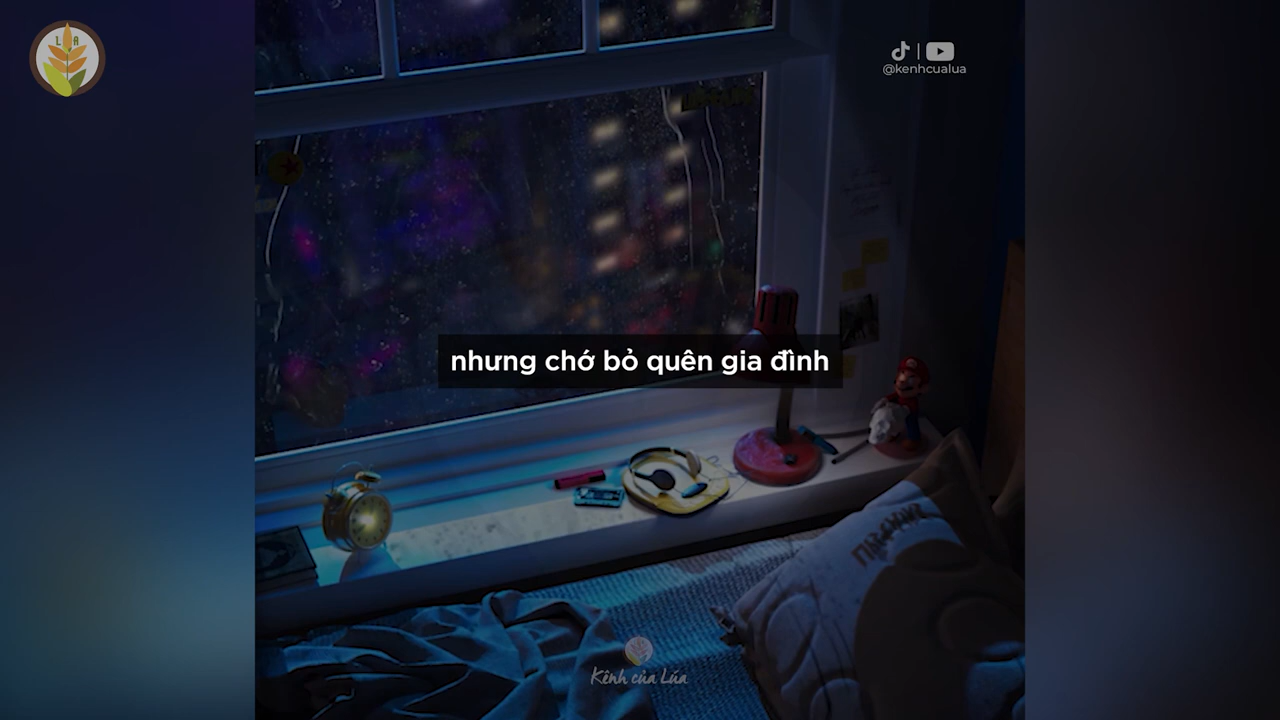 L A
@kenhcualua
nhưng chớ bỏ quên gia đình
Kênh của Lúa